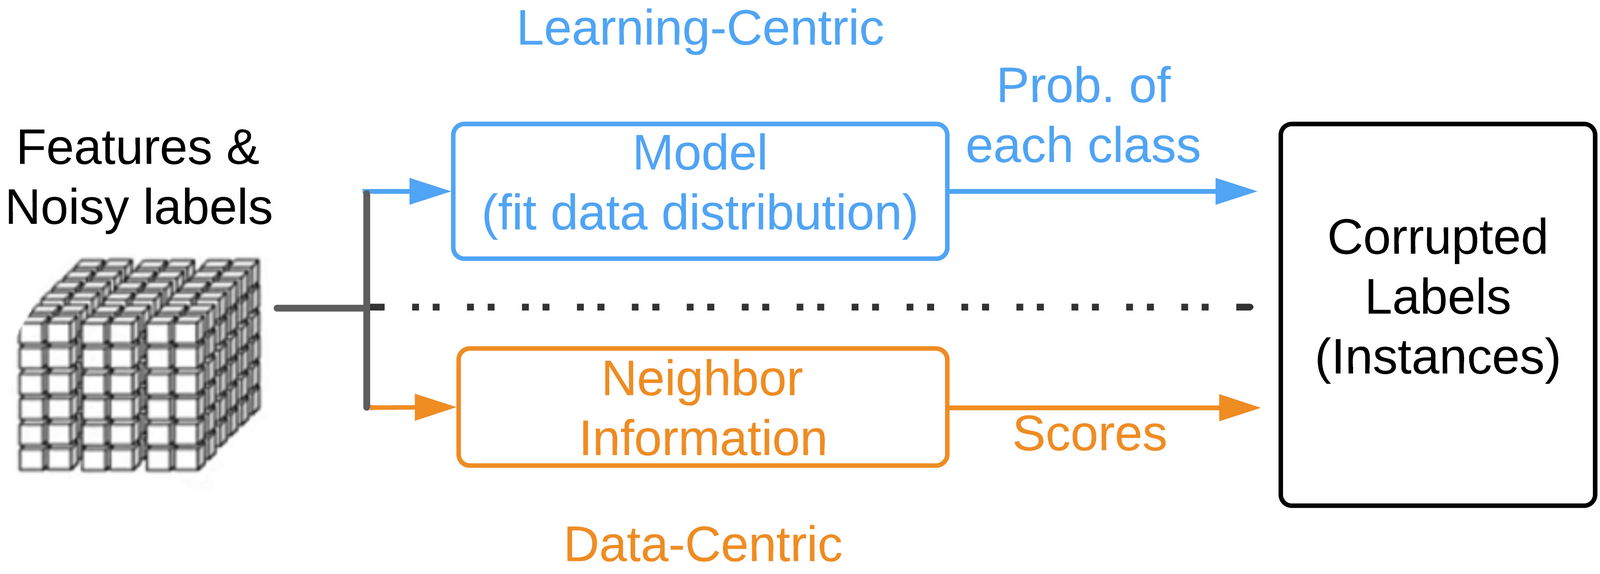 Learning-Centric
Features &
Noisy labels
Model
(fit data distribution)
Prob. of
each class
Neighbor
Information
Scores
Data-Centric
Corrupted
Labels
(Instances)